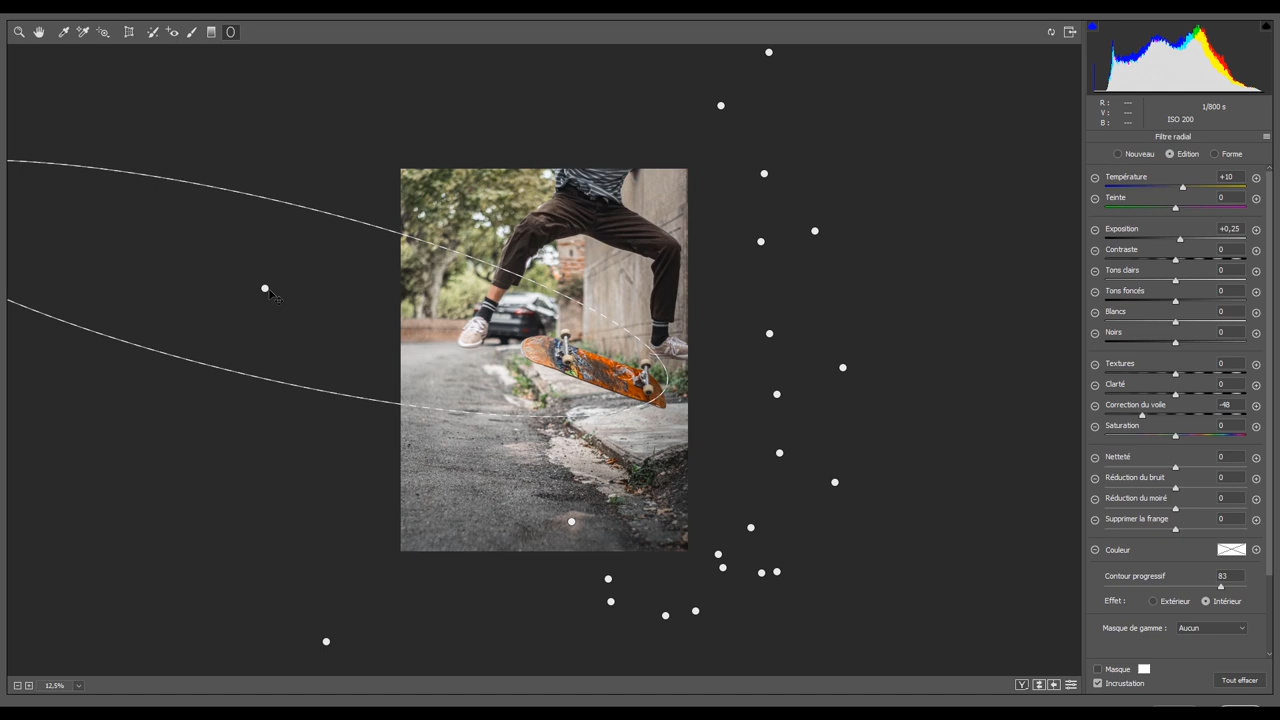 R : ---
V : ---
B : ---
1/800 s
ISO 200
Filtre radial
Nouveau
Edition
Forme
Température +10
Teinte 0
Exposition +0,25
Contraste 0
Tons clairs 0
Tons foncés 0
Blancs 0
Noirs 0
Textures 0
Clarté 0
Correction du voile -48
Saturation 0
Netteté 0
Réduction du bruit 0
Réduction du moiré 0
Supprimer la frange 0
Couleur
Contour progressif 83
Effet : Extérieur Intérieur
Masque de gamme : Aucun
Masque
Incrustation
Tout effacer
12,5%
Y